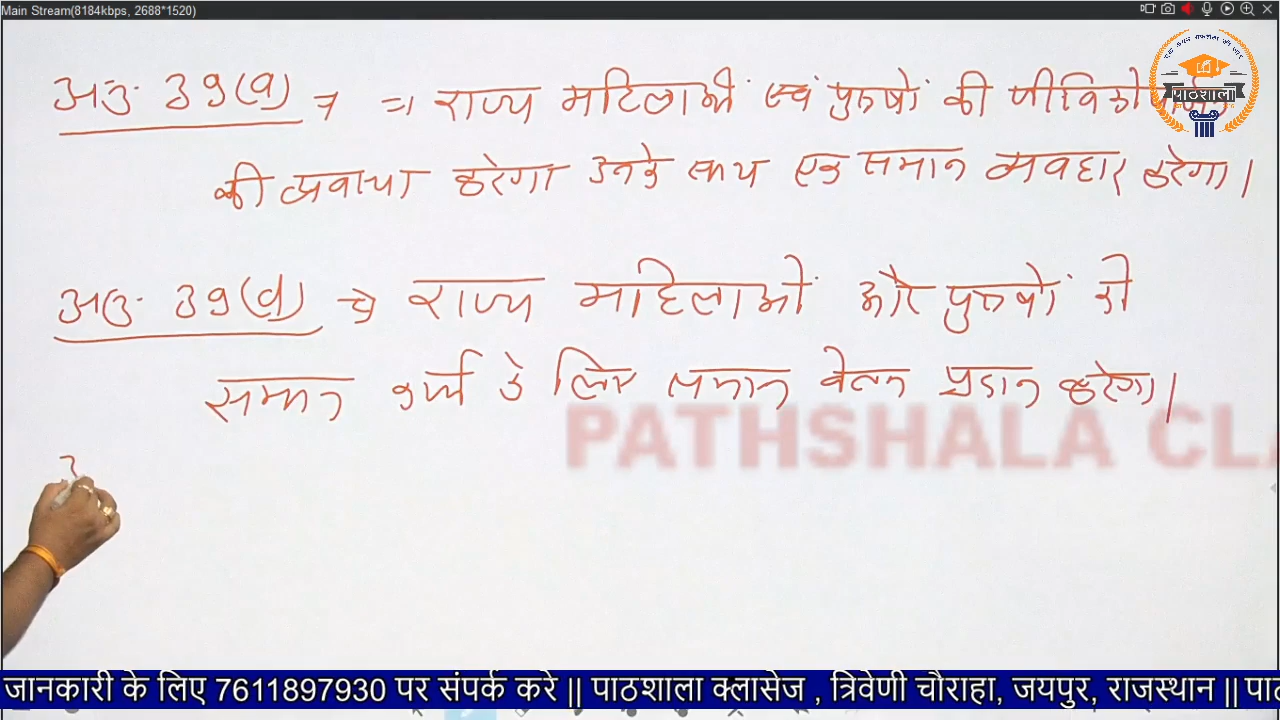 Main Stream(8184kbps, 2688*1520)
पाठशाला
अनु. 39(a) → राज्य महिलाओं एवं पुरुषों की जीविकोपार्जन
की व्यवस्था करेगा उनके साथ एक समान व्यवहार करेगा।
अनु. 39(d) → राज्य महिलाओं और पुरुषों को
समान कार्य के लिए समान वेतन प्रदान करेगा।
PATHSHALA CLA
जानकारी के लिए 7611897930 पर संपर्क करे || पाठशाला क्लासेज , त्रिवेणी चौराहा, जयपुर, राजस्थान || पाठ